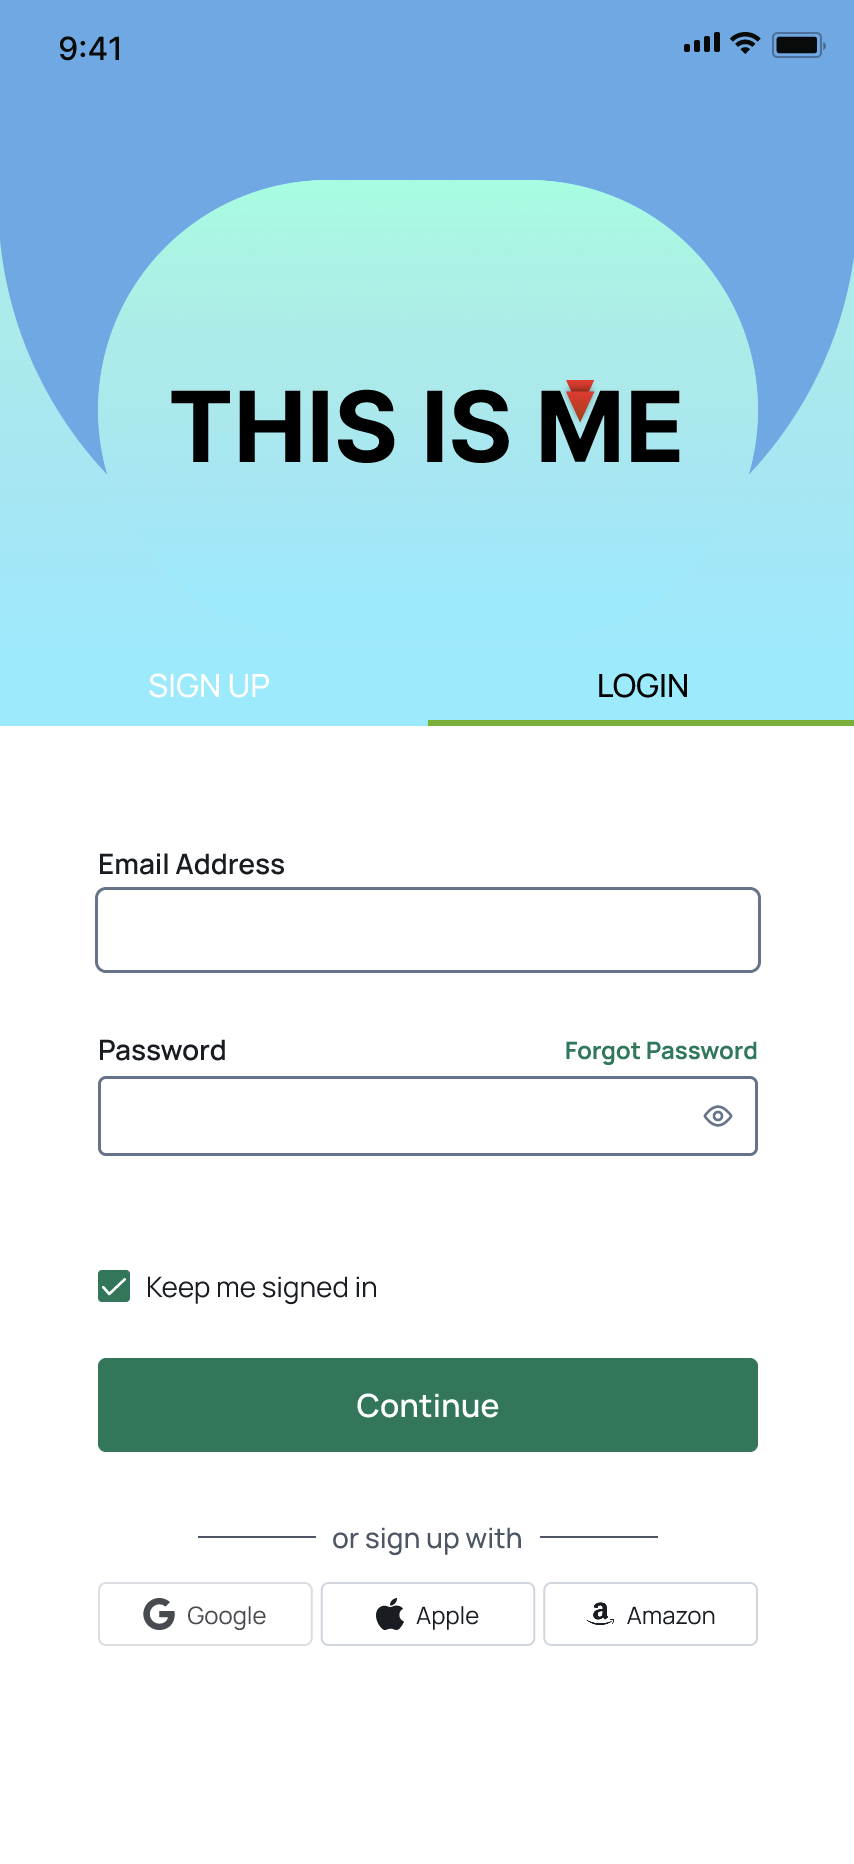 9:41
THIS IS ME
SIGN UP
LOGIN
Email Address
Password
Forgot Password
Keep me signed in
Continue
or sign up with
Google
Apple
Amazon